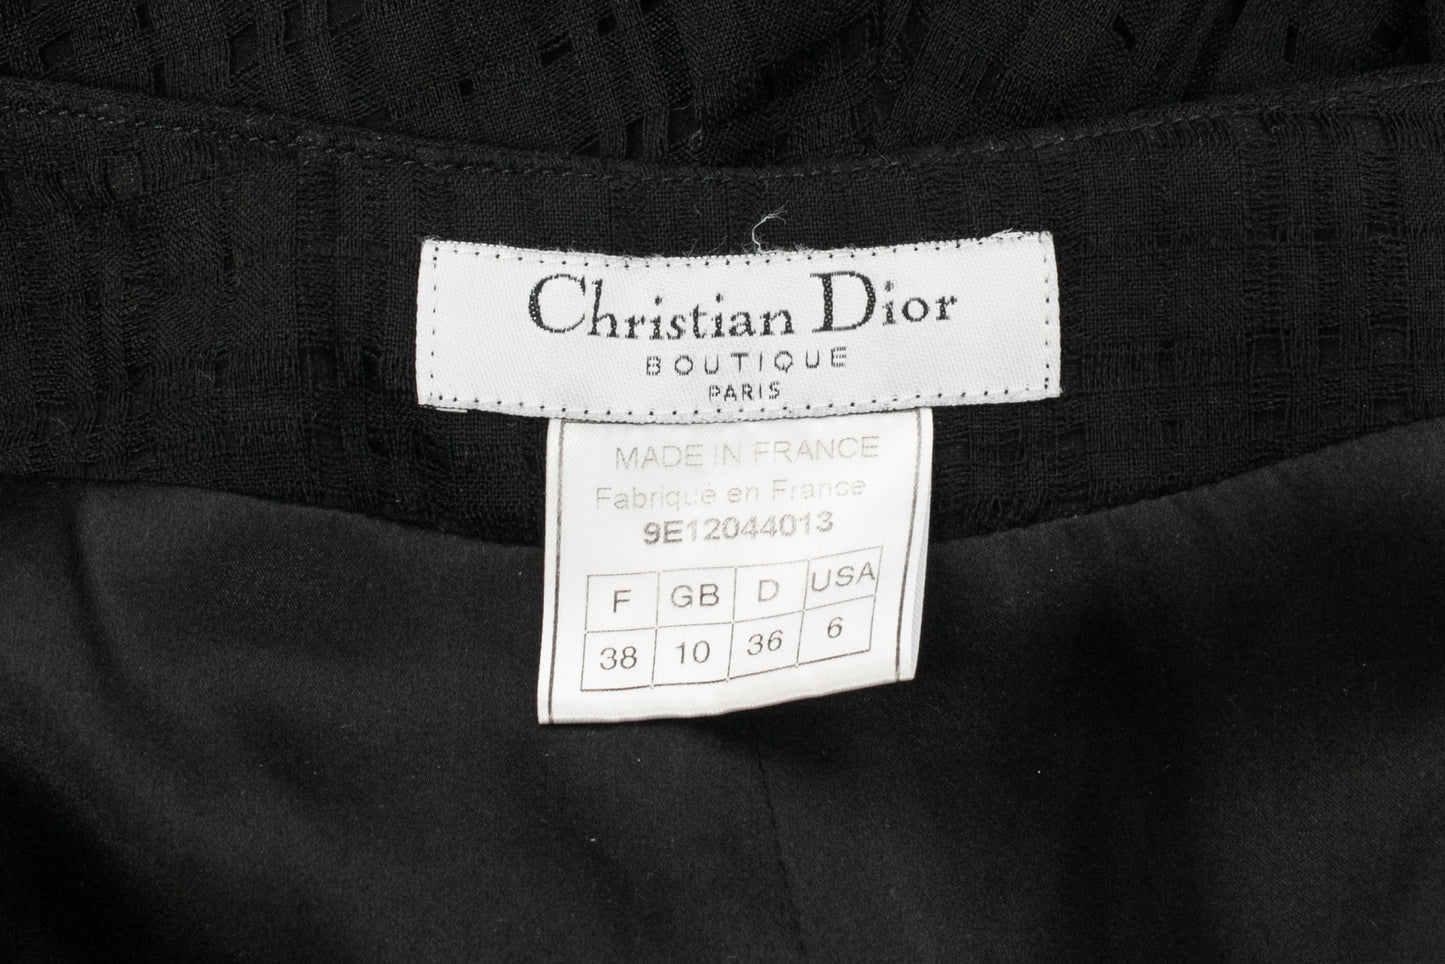 Christian Dior
BOUTIQUE
PARIS
MADE IN FRANCE
Fabriqué en France
9E12044013
F GB D USA
38 10 36 6